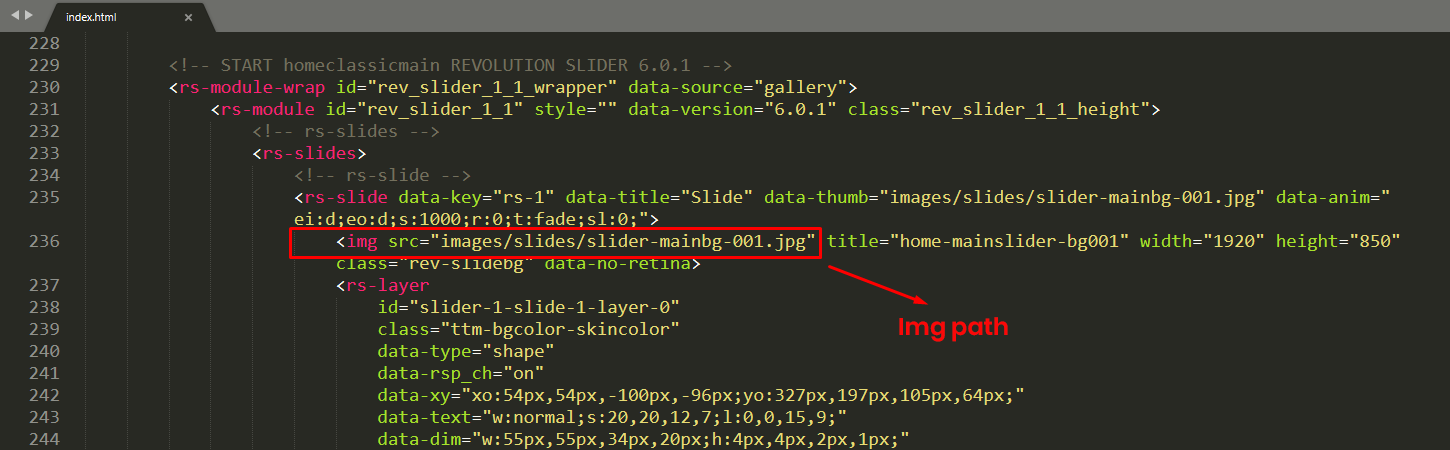 index.html ×
228
229 <!-- START homeclassicmain REVOLUTION SLIDER 6.0.1 -->
230 <rs-module-wrap id="rev_slider_1_1_wrapper" data-source="gallery">
231 <rs-module id="rev_slider_1_1" style="" data-version="6.0.1" class="rev_slider_1_1_height">
232 <!-- rs-slides -->
233 <rs-slides>
234 <!-- rs-slide -->
235 <rs-slide data-key="rs-1" data-title="Slide" data-thumb="images/slides/slider-mainbg-001.jpg" data-anim="
ei:d;eo:d;s:1000;r:0;t:fade;sl:0;">
236 <img src="images/slides/slider-mainbg-001.jpg" title="home-mainslider-bg001" width="1920" height="850"
class="rev-slidebg" data-no-retina>
237 <rs-layer
238 id="slider-1-slide-1-layer-0"
239 class="ttm-bgcolor-skincolor"
Img path
240 data-type="shape"
241 data-rsp_ch="on"
242 data-xy="xo:54px,54px,-100px,-96px;yo:327px,197px,105px,64px;"
243 data-text="w:normal;s:20,20,12,7;l:0,0,15,9;"
244 data-dim="w:55px,55px,34px,20px;h:4px,4px,2px,1px;"